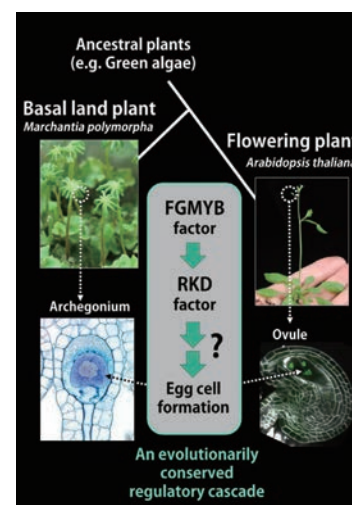 Ancestral plants
(e.g. Green algae)
Basal land plant
Marchantia polymorpha
Flowering plant
Arabidopsis thaliana
FGMYB
factor
RKD
factor
?
Egg cell
formation
Archegonium
Ovule
An evolutionarily
conserved
regulatory cascade